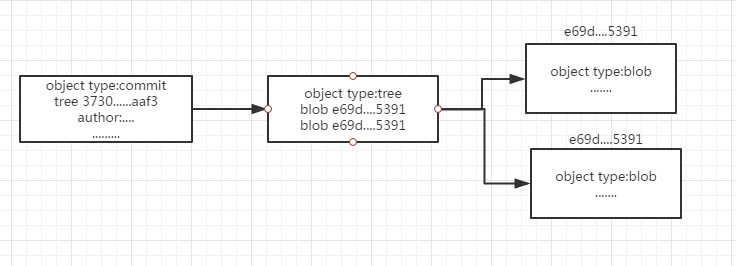 object type:commit
tree 3730......aaf3
author:....
.........
object type:tree
blob e69d....5391
blob e69d....5391
e69d....5391
object type:blob
.......
e69d....5391
object type:blob
.......